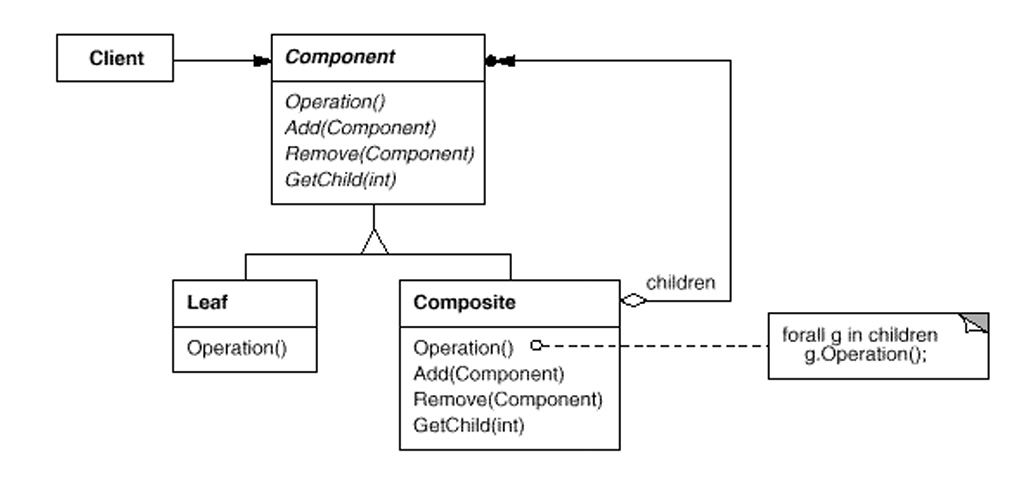 Client
Component
Operation()
Add(Component)
Remove(Component)
GetChild(int)
children
Leaf
Operation()
Composite
Operation()
Add(Component)
Remove(Component)
GetChild(int)
forall g in children
g.Operation();